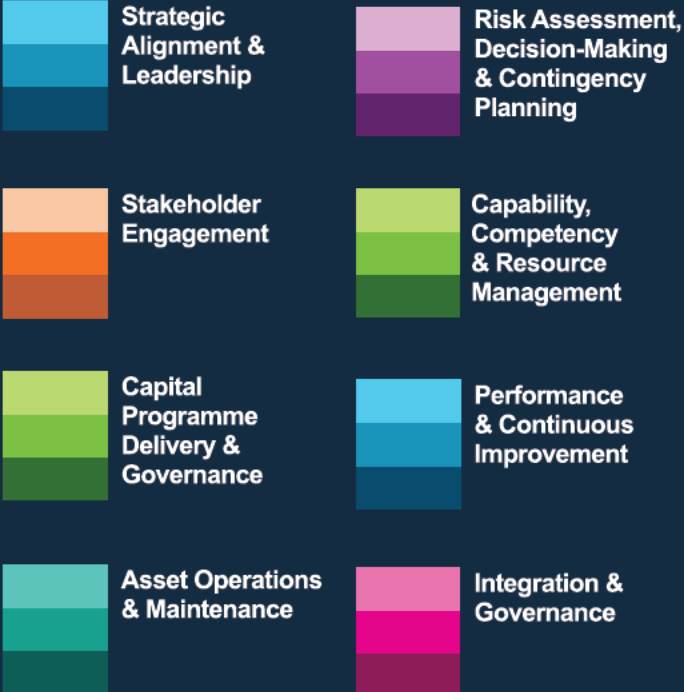 Strategic
Alignment &
Leadership
Risk Assessment,
Decision-Making
& Contingency
Planning
Stakeholder
Engagement
Capability,
Competency
& Resource
Management
Capital
Programme
Delivery &
Governance
Performance
& Continuous
Improvement
Asset Operations
& Maintenance
Integration &
Governance